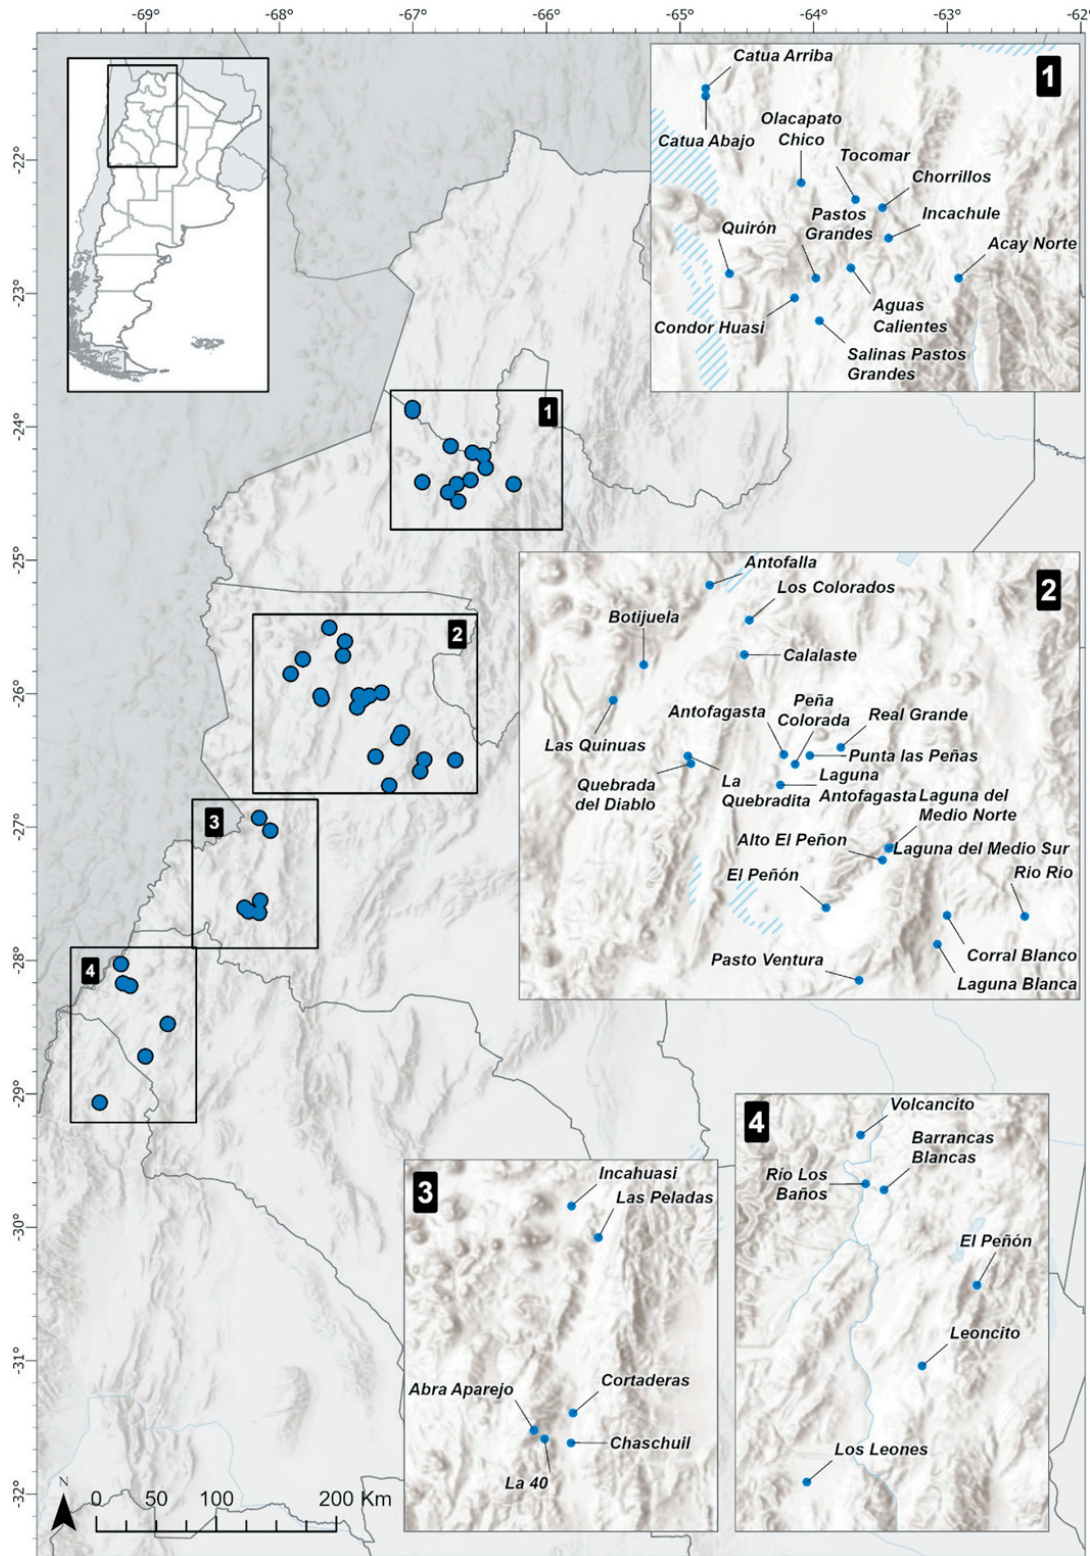 -69°
-68°
-67°
-66°
-65°
-64°
-63°
-62°
-22°
-23°
-24°
-25°
-26°
-27°
-28°
-29°
-30°
-31°
-32°
1
Catua Arriba
Catua Abajo
Olacapato
Chico
Tocomar
Chorrillos
Pastos
Grandes
Incachule
Quirón
Acay Norte
Condor Huasi
Aguas
Calientes
Salinas Pastos
Grandes
1
2
3
4
2
Antofalla
Los Colorados
Botijuela
Calalaste
Peña
Colorada
Antofagasta
Real Grande
Las Quinuas
Punta las Peñas
Quebrada
del Diablo
La
Quebradita
Laguna
Antofagasta
Laguna del
Medio Norte
Alto El Peñon
Laguna del Medio Sur
El Peñón
Rio Rio
Corral Blanco
Pasto Ventura
Laguna Blanca
3
Incahuasi
Las Peladas
Abra Aparejo
Cortaderas
Chaschuil
La 40
4
Volcancito
Barrancas
Blancas
Río Los
Baños
El Peñón
Leoncito
Los Leones
N
0 50 100 200 Km